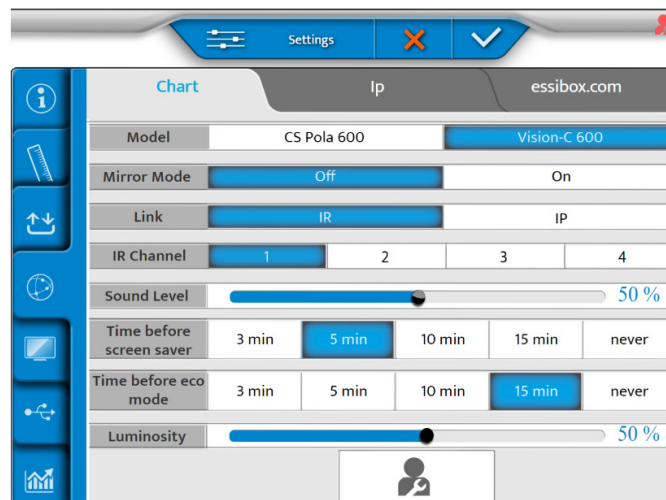 Settings
Chart Ip essibox.com
Model CS Pola 600 Vision-C 600
Mirror Mode Off On
Link IR IP
IR Channel 1 2 3 4
Sound Level 50 %
Time before
screen saver 3 min 5 min 10 min 15 min never
Time before eco
mode 3 min 5 min 10 min 15 min never
Luminosity 50 %